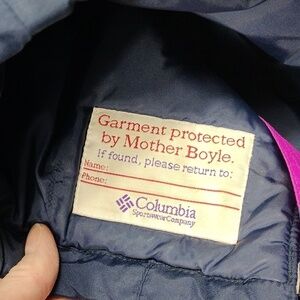 Garment protected
by Mother Boyle.
If found, please return to:
Name:
Phone:
Columbia
Sportswear Company